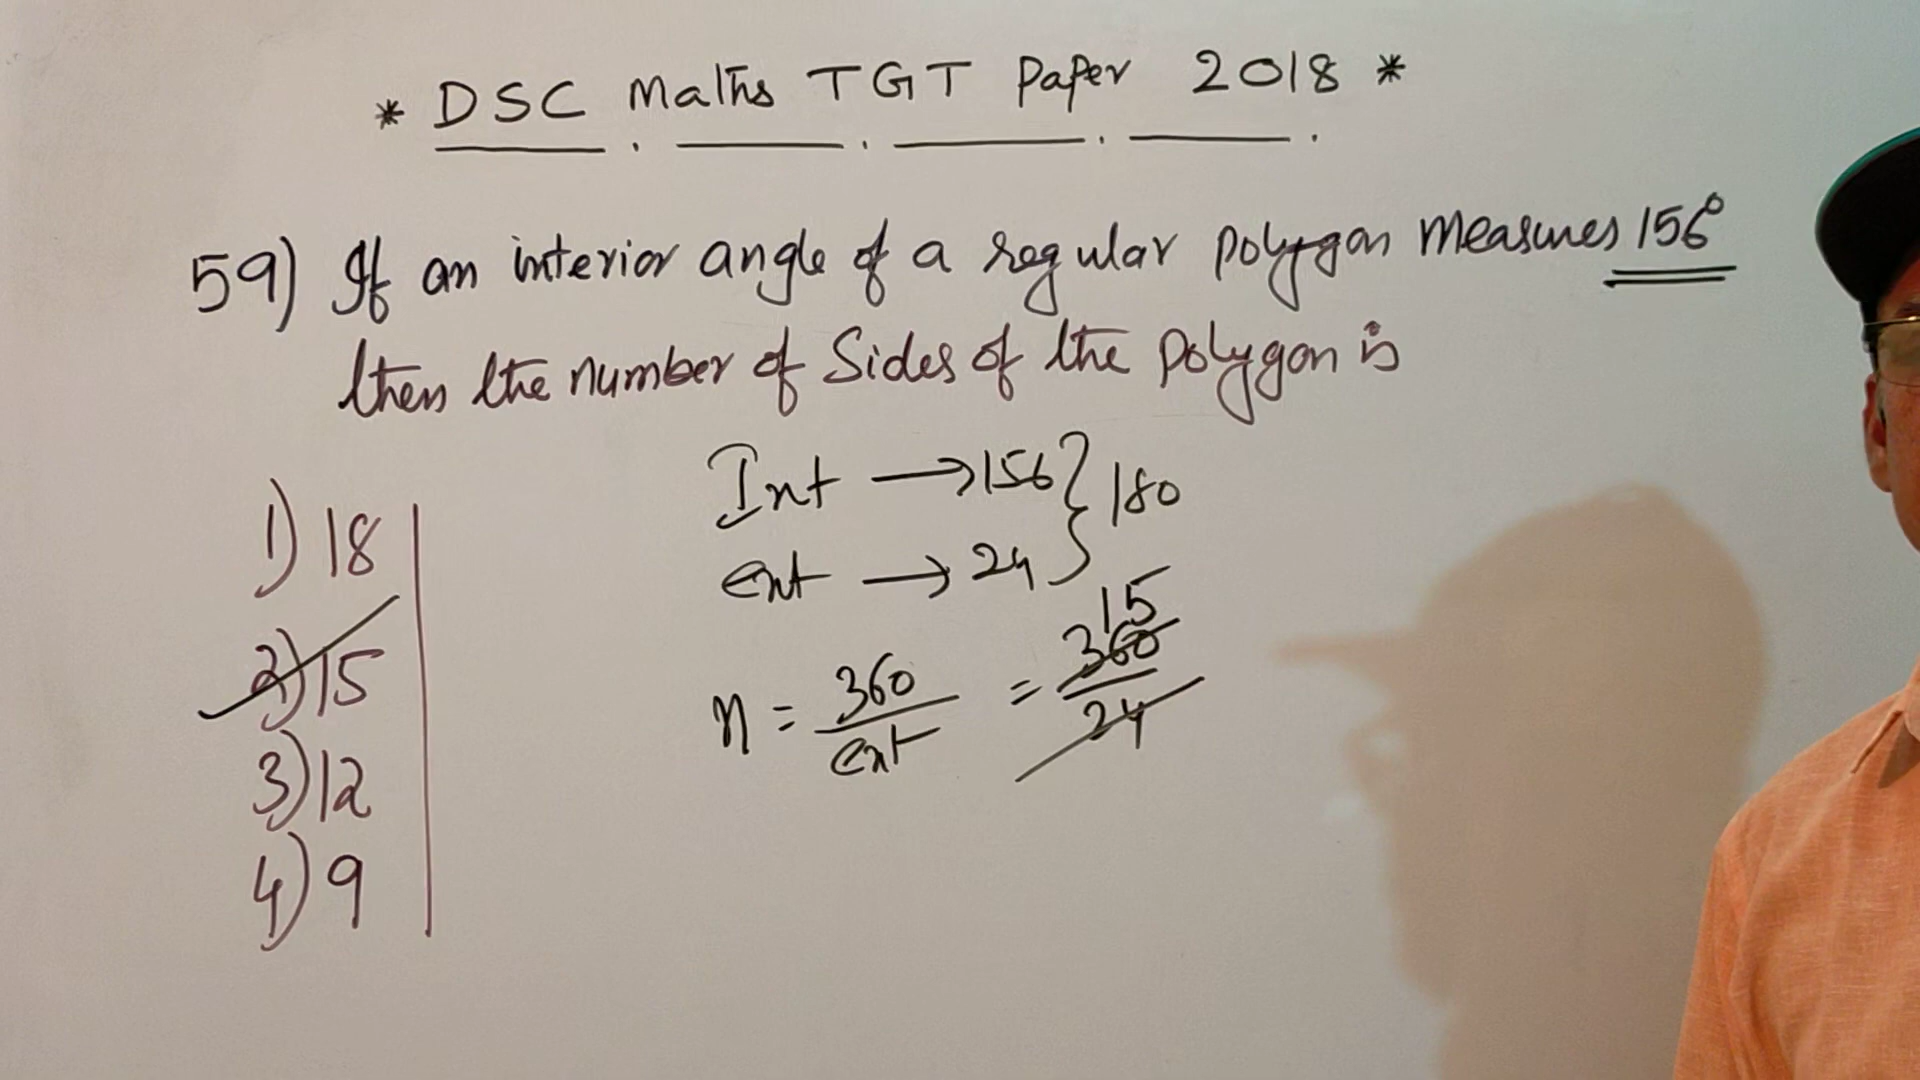 * DSC Maths TGT Paper 2018 *
59) If an interior angle of a regular polygon measures 156°
then the number of Sides of the polygon is
1) 18
2) 15
3) 12
4) 9
Int → 156 } 180
ext → 24
n = 360/ext = 360/24 15